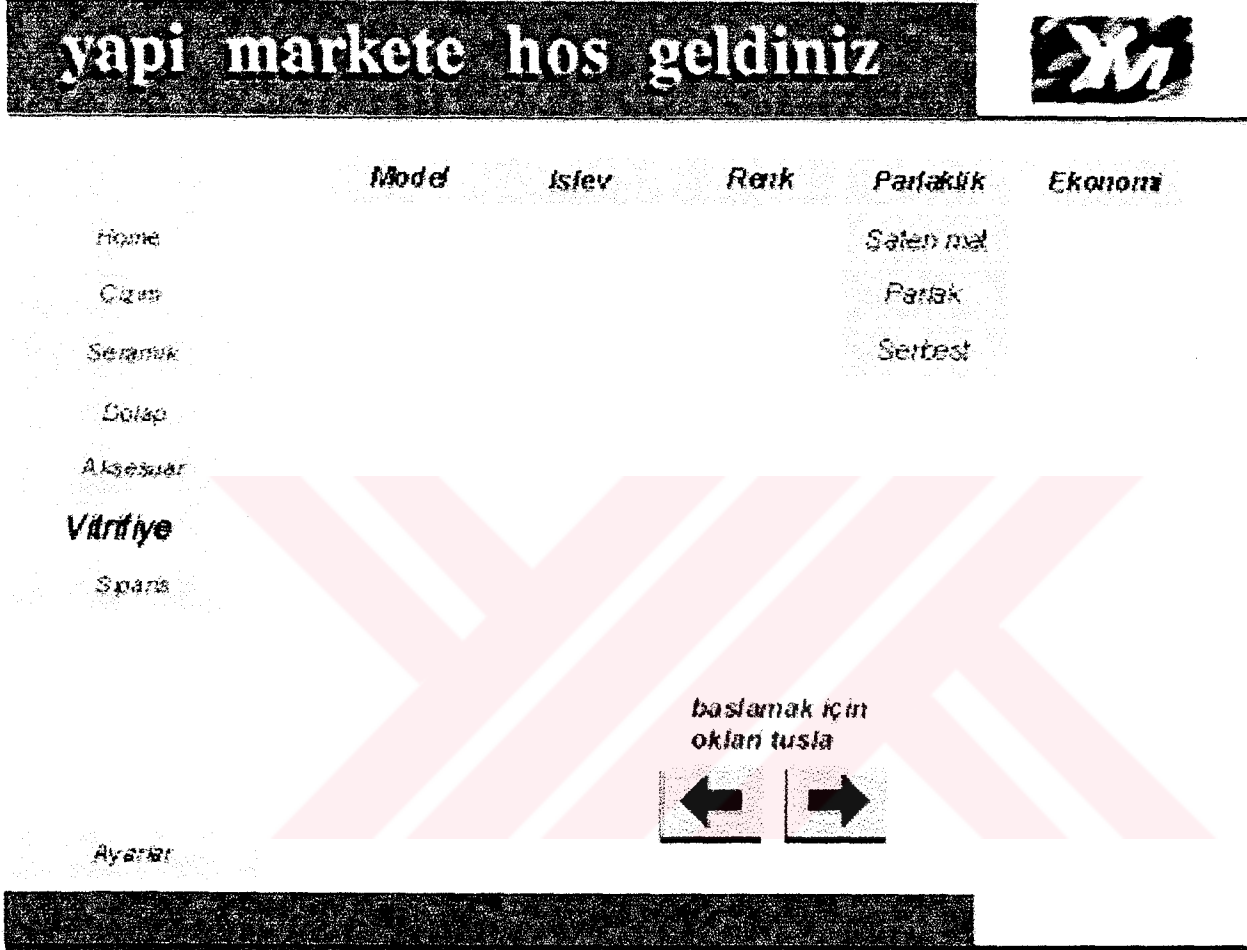 yapi markete hos geldiniz
YM
Model Islev Renk Parlaklik Ekonomi
Home Saten mat
Cizim Parlak
Seramik Serbest
Dolap
Aksesuar
Vitrifiye
Siparis
baslamak için
oklari tusla
Ayarlar